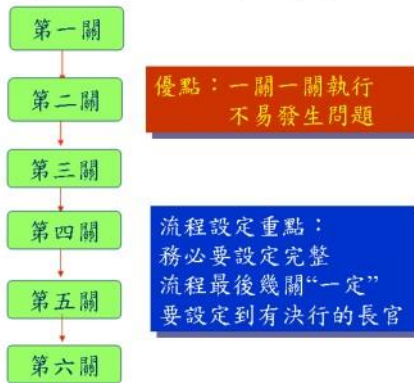 第一關
第二關
優點：一關一關執行
不易發生問題
第三關
第四關
第五關
第六關
流程設定重點：
務必要設定完整
流程最後幾關“一定”
要設定到有決行的長官